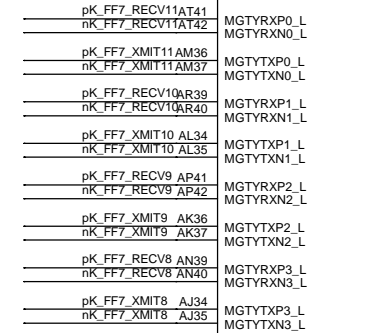 pK_FF7_RECV11 AT41 MGTYRXP0_L
nK_FF7_RECV11 AT42 MGTYRXN0_L
pK_FF7_XMIT11 AM36 MGTYTXP0_L
nK_FF7_XMIT11 AM37 MGTYTXN0_L
pK_FF7_RECV10 AR39 MGTYRXP1_L
nK_FF7_RECV10 AR40 MGTYRXN1_L
pK_FF7_XMIT10 AL34 MGTYTXP1_L
nK_FF7_XMIT10 AL35 MGTYTXN1_L
pK_FF7_RECV9 AP41 MGTYRXP2_L
nK_FF7_RECV9 AP42 MGTYRXN2_L
pK_FF7_XMIT9 AK36 MGTYTXP2_L
nK_FF7_XMIT9 AK37 MGTYTXN2_L
pK_FF7_RECV8 AN39 MGTYRXP3_L
nK_FF7_RECV8 AN40 MGTYRXN3_L
pK_FF7_XMIT8 AJ34 MGTYTXP3_L
nK_FF7_XMIT8 AJ35 MGTYTXN3_L